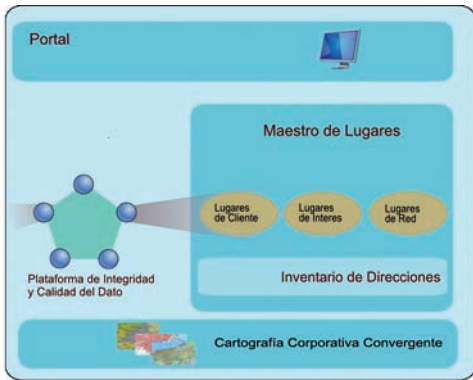 Portal
Maestro de Lugares
Lugares
de Cliente
Lugares
de Interes
Lugares
de Red
Plataforma de Integridad
y Calidad del Dato
Inventario de Direcciones
Cartografía Corporativa Convergente